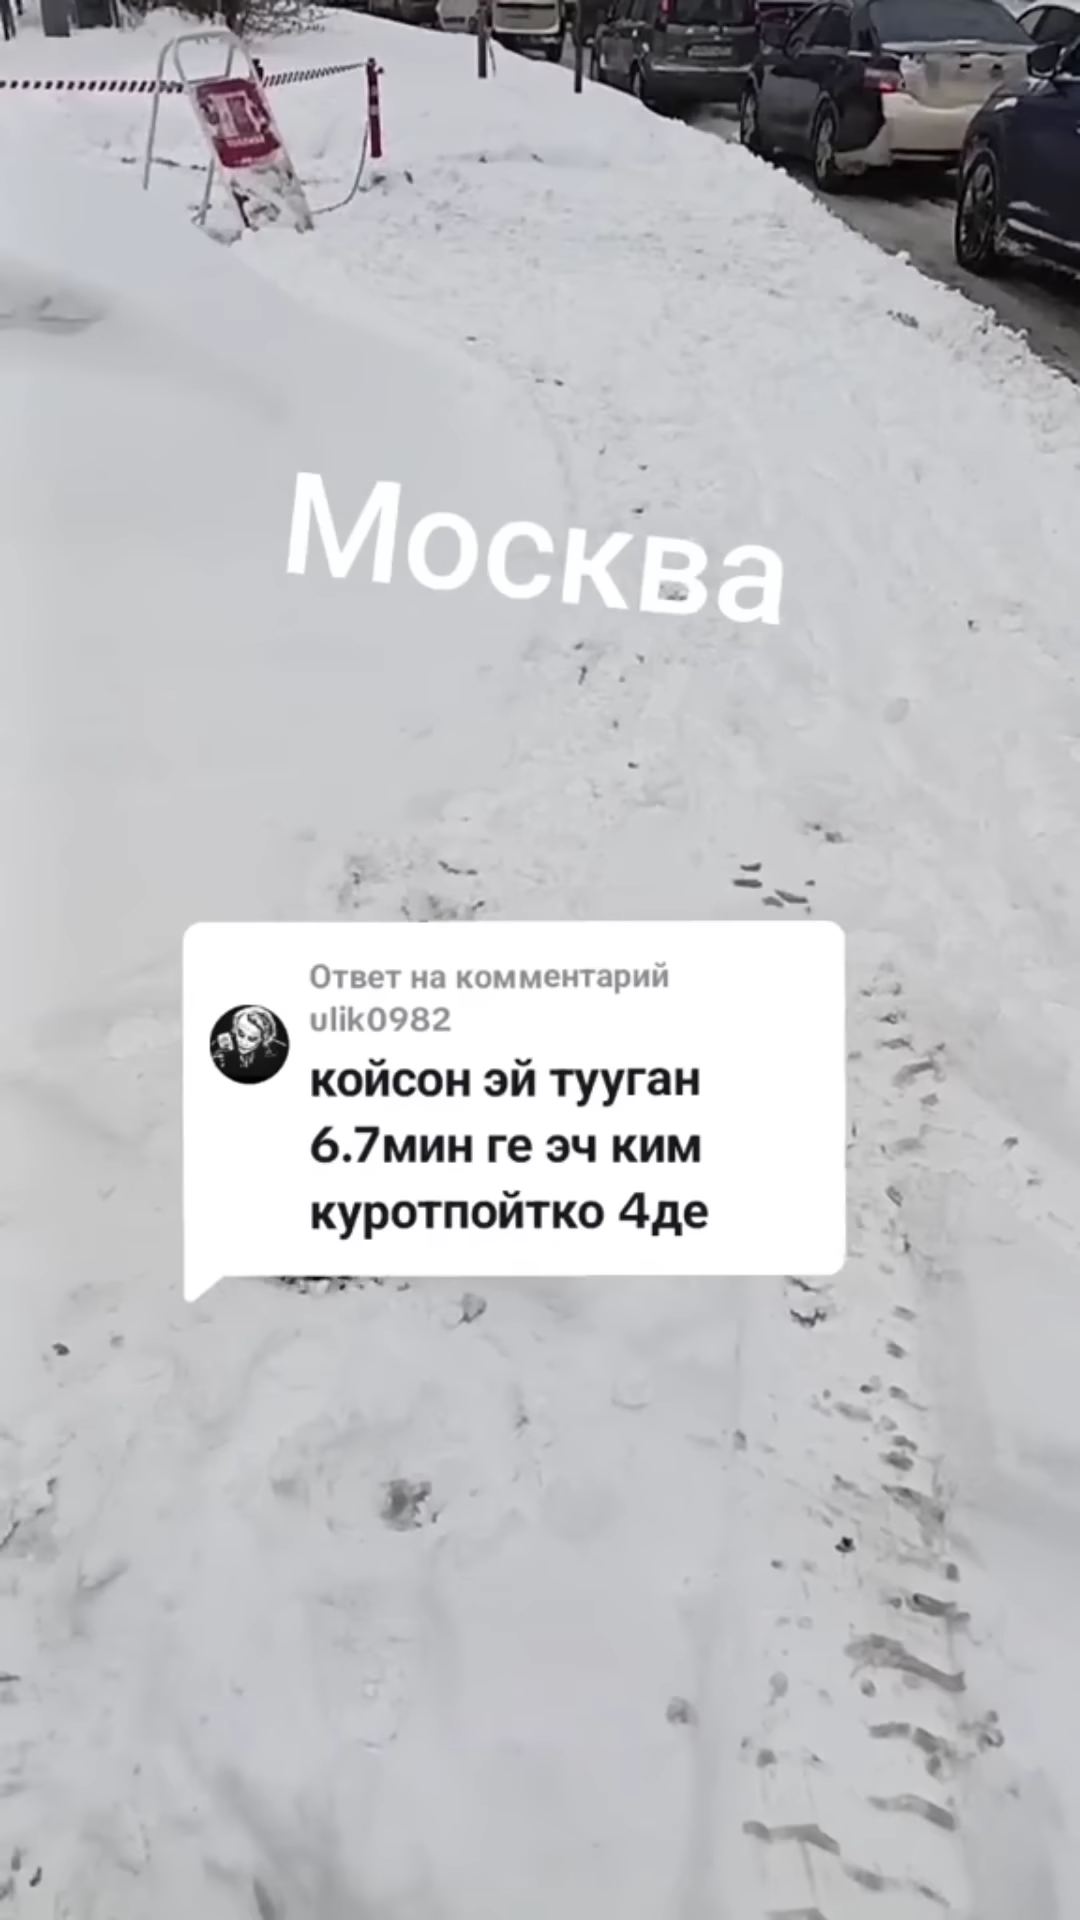 Москва
Ответ на комментарий
ulik0982
койсон эй тууган
6.7мин ге эч ким
куротпойтко 4де